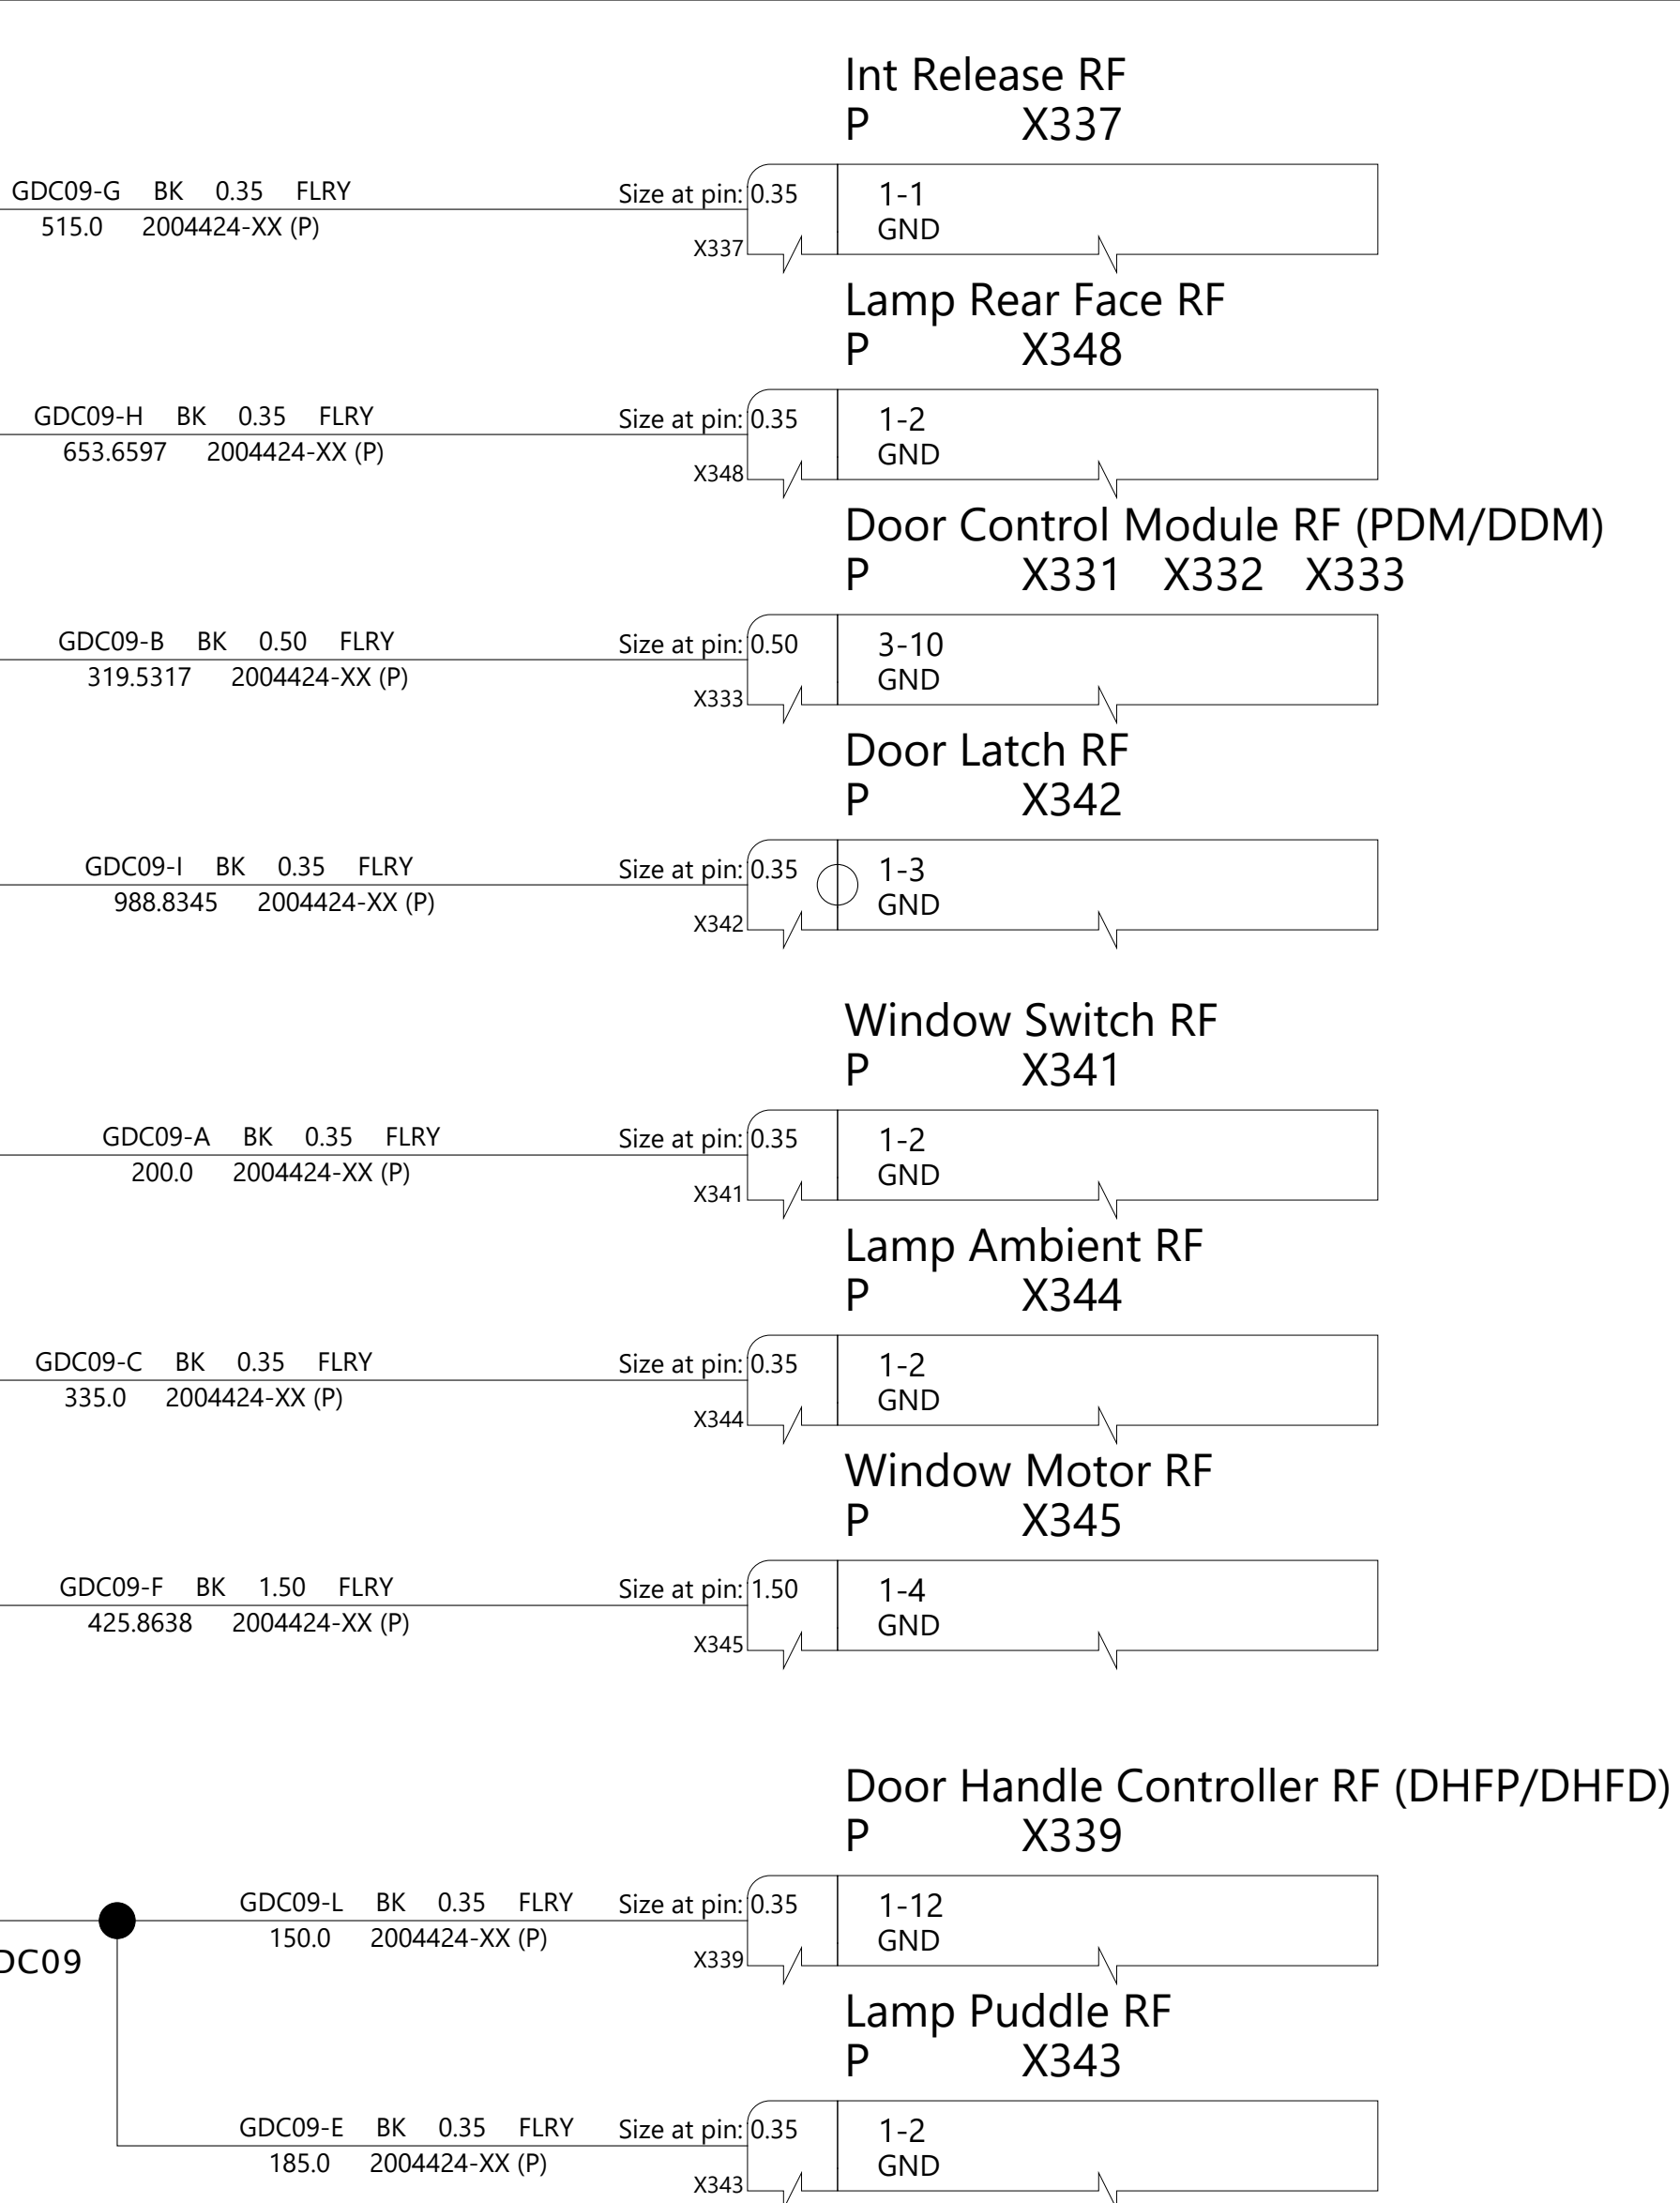 Int Release RF
P X337
GDC09-G BK 0.35 FLRY Size at pin: 0.35 1-1
515.0 2004424-XX (P) X337 GND
Lamp Rear Face RF
P X348
GDC09-H BK 0.35 FLRY Size at pin: 0.35 1-2
653.6597 2004424-XX (P) X348 GND
Door Control Module RF (PDM/DDM)
P X331 X332 X333
GDC09-B BK 0.50 FLRY Size at pin: 0.50 3-10
319.5317 2004424-XX (P) X333 GND
Door Latch RF
P X342
GDC09-I BK 0.35 FLRY Size at pin: 0.35 1-3
988.8345 2004424-XX (P) X342 GND
Window Switch RF
P X341
GDC09-A BK 0.35 FLRY Size at pin: 0.35 1-2
200.0 2004424-XX (P) X341 GND
Lamp Ambient RF
P X344
GDC09-C BK 0.35 FLRY Size at pin: 0.35 1-2
335.0 2004424-XX (P) X344 GND
Window Motor RF
P X345
GDC09-F BK 1.50 FLRY Size at pin: 1.50 1-4
425.8638 2004424-XX (P) X345 GND
Door Handle Controller RF (DHFP/DHFD)
P X339
GDC09-L BK 0.35 FLRY Size at pin: 0.35 1-12
150.0 2004424-XX (P) X339 GND
DC09
Lamp Puddle RF
P X343
GDC09-E BK 0.35 FLRY Size at pin: 0.35 1-2
185.0 2004424-XX (P) X343 GND